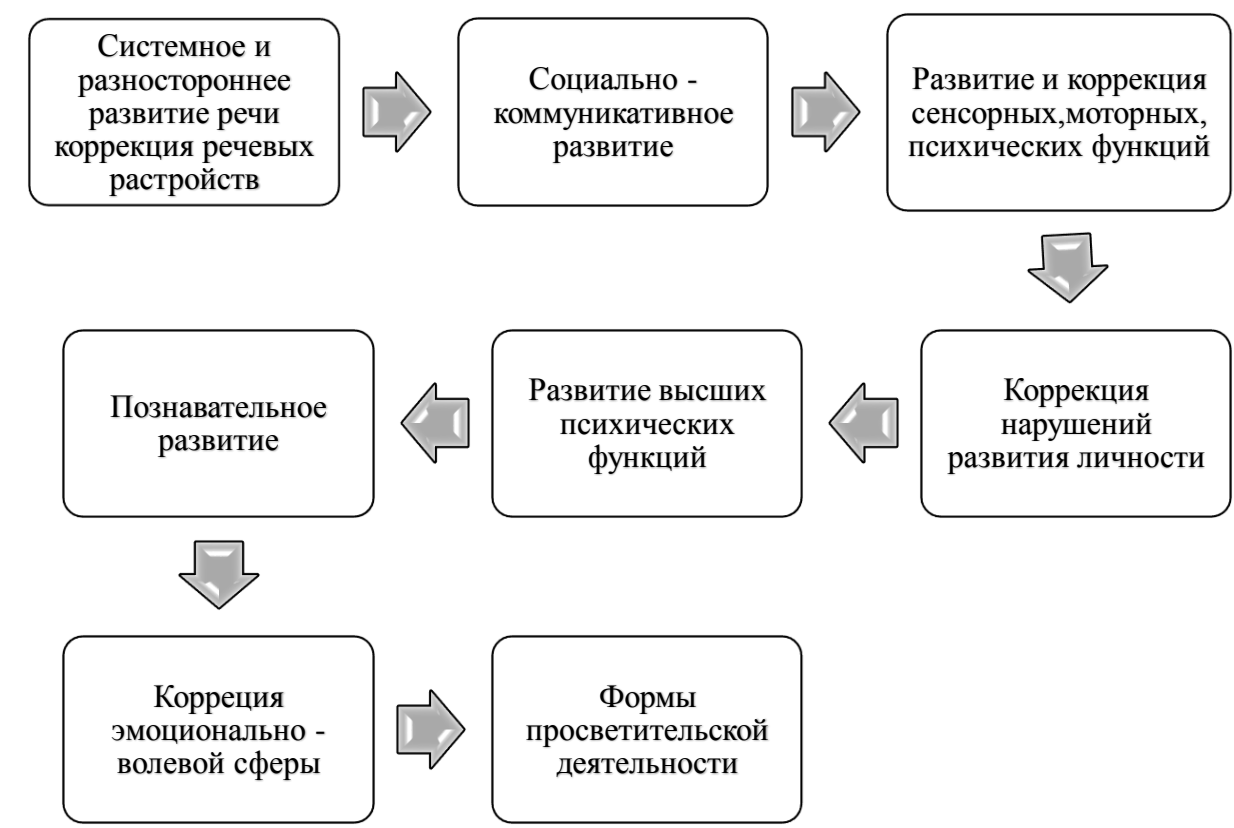 Системное и
разностороннее
развитие речи
коррекция речевых
растройств
Социально -
коммуникативное
развитие
Развитие и коррекция
сенсорных,моторных,
психических функций
Коррекция
нарушений
развития личности
Развитие высших
психических
функций
Познавательное
развитие
Корреция
эмоционально -
волевой сферы
Формы
просветительской
деятельности